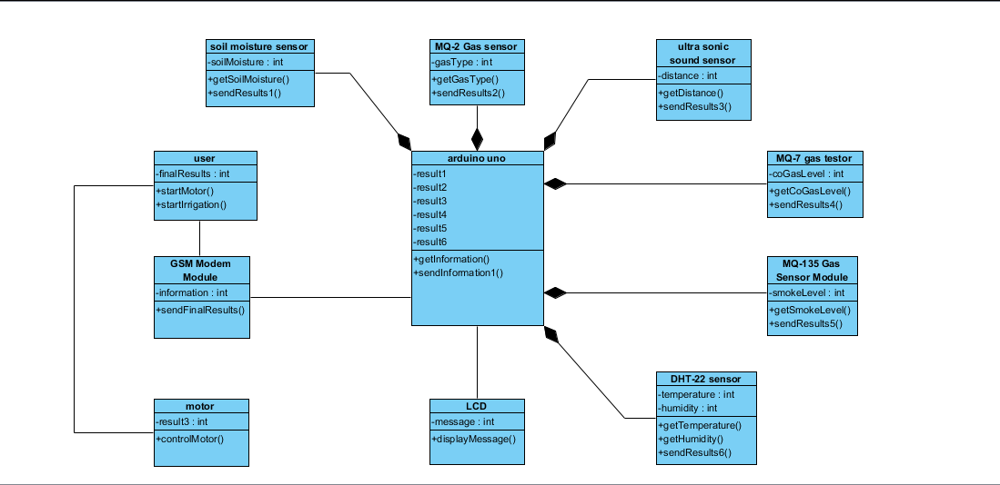 soil moisture sensor
-soilMoisture : int
+getSoilMoisture()
+sendResults1()
MQ-2 Gas sensor
-gasType : int
+getGasType()
+sendResults2()
ultra sonic
sound sensor
-distance : int
+getDistance()
+sendResults3()
user
-finalResults : int
+startMotor()
+startIrrigation()
arduino uno
-result1
-result2
-result3
-result4
-result5
-result6
+getInformation()
+sendInformation1()
MQ-7 gas testor
-coGasLevel : int
+getCoGasLevel()
+sendResults4()
GSM Modem
Module
-information : int
+sendFinalResults()
MQ-135 Gas
Sensor Module
-smokeLevel : int
+getSmokeLevel()
+sendResults5()
motor
-result3 : int
+controlMotor()
LCD
-message : int
+displayMessage()
DHT-22 sensor
-temperature : int
-humidity : int
+getTemperature()
+getHumidity()
+sendResults6()